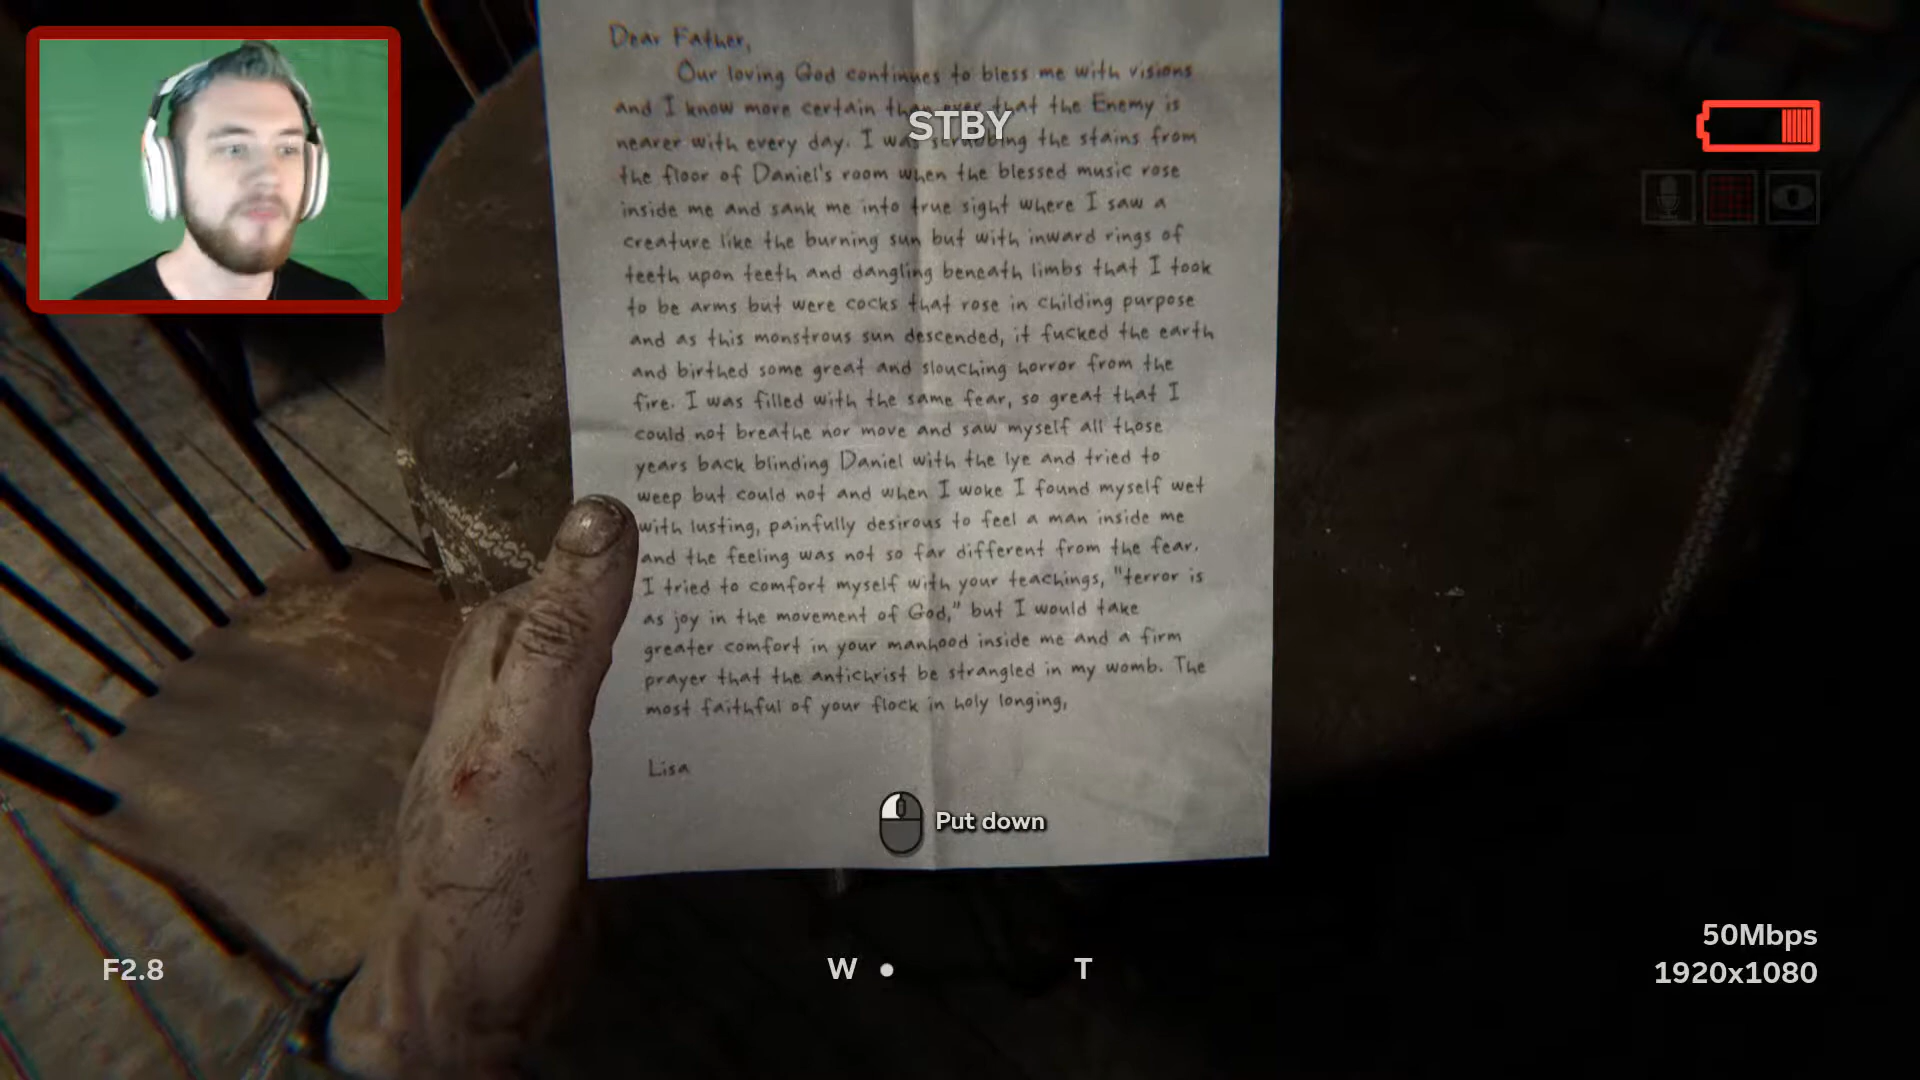 Dear Father,
Our loving God continues to bless me with visions
and I know more certain than ever that the Enemy is
STBY
nearer with every day. I was scrubbing the stains from
the floor of Daniel's room when the blessed music rose
inside me and sank me into true sight where I saw a
creature like the burning sun but with inward rings of
teeth upon teeth and dangling beneath limbs that I took
to be arms but were cocks that rose in childing purpose
and as this monstrous sun descended, it fucked the earth
and birthed some great and slouching horror from the
fire. I was filled with the same fear, so great that I
could not breathe nor move and saw myself all those
years back blinding Daniel with the lye and tried to
weep but could not and when I woke I found myself wet
with lusting, painfully desirous to feel a man inside me
and the feeling was not so far different from the fear.
I tried to comfort myself with your teachings, "terror is
as joy in the movement of God," but I would take
greater comfort in your manhood inside me and a firm
prayer that the antichrist be strangled in my womb. The
most faithful of your flock in holy longing,
Lisa
Put down
50Mbps
F2.8
W T
1920x1080